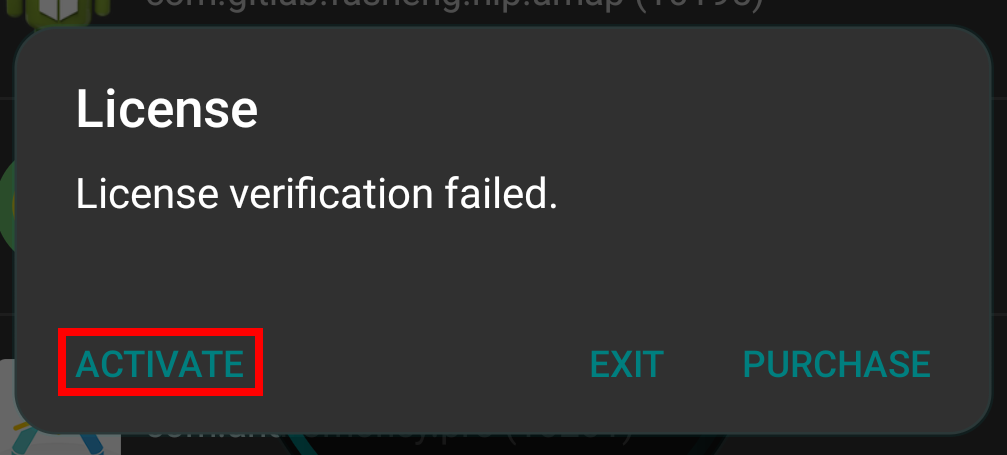 License
License verification failed.
ACTIVATE
EXIT
PURCHASE